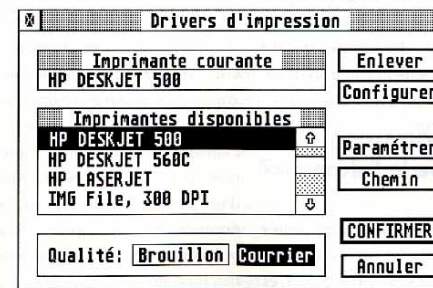 Drivers d'impression
Imprimante courante
HP DESKJET 500
Enlever
Configurer
Imprimantes disponibles
HP DESKJET 500
HP DESKJET 560C
HP LASERJET
IMG File, 300 DPI
Paramétrer
Chemin
Qualité: Brouillon Courrier
CONFIRMER
Annuler